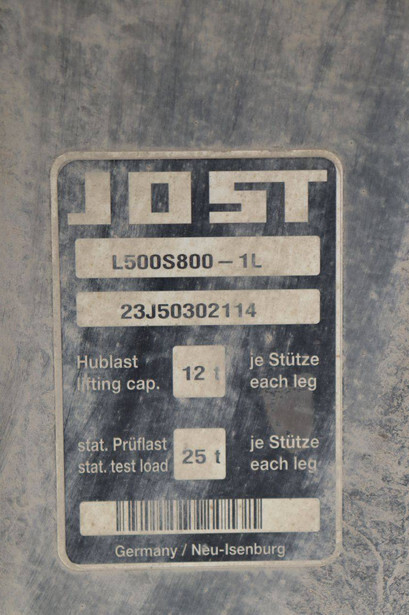 JOST
L500S800-1L
23J50302114
Hublast 12 t je Stütze
lifting cap. each leg
stat. Prüflast 25 t je Stütze
stat. test load each leg
Germany / Neu-Isenburg